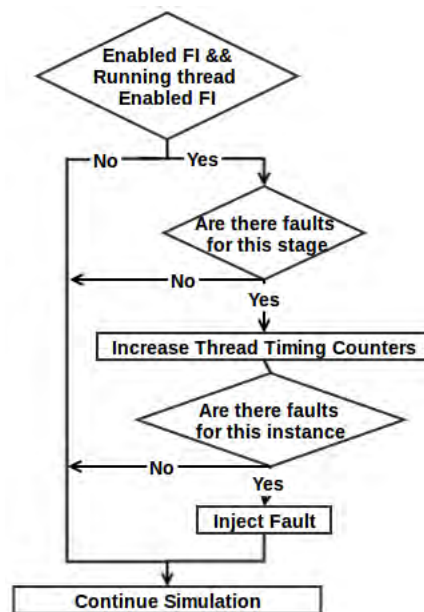 Enabled FI &&
Running thread
Enabled FI
No
Yes
Are there faults
for this stage
No
Yes
Increase Thread Timing Counters
Are there faults
for this instance
No
Yes
Inject Fault
Continue Simulation